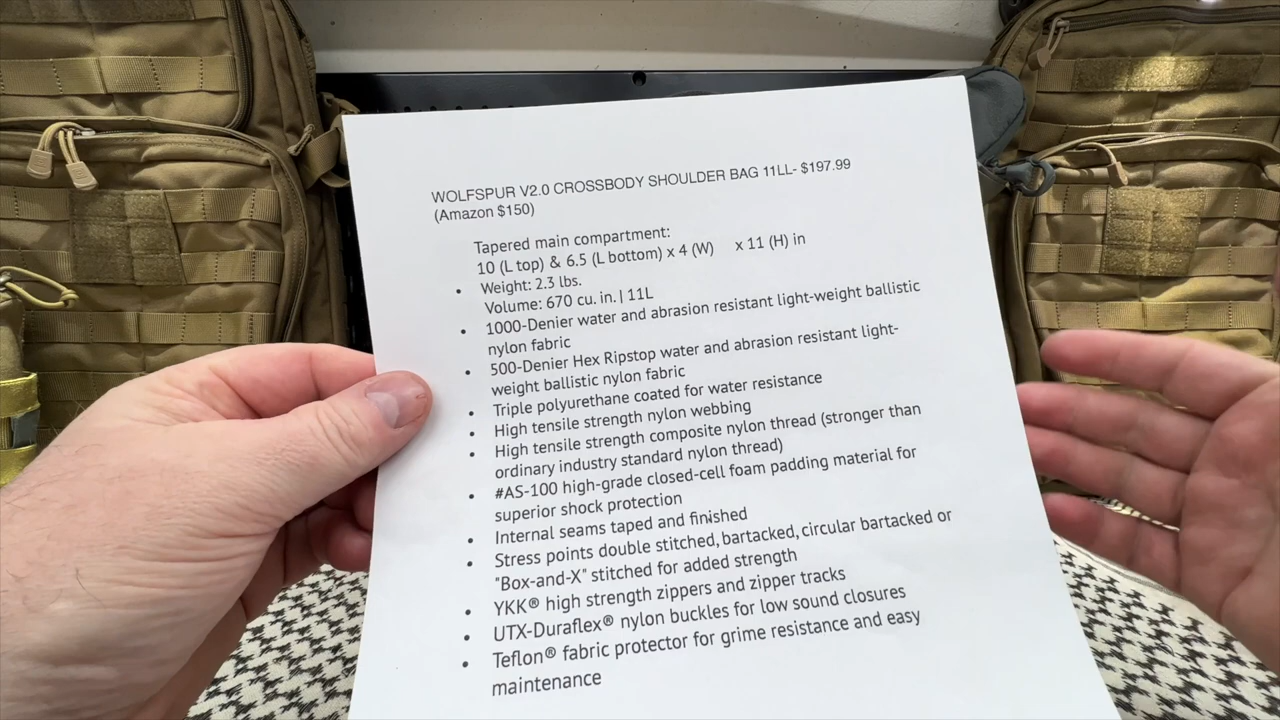 WOLFSPUR V2.0 CROSSBODY SHOULDER BAG 11LL- $197.99
(Amazon $150)
Tapered main compartment:
10 (L top) & 6.5 (L bottom) x 4 (W) x 11 (H) in
• Weight: 2.3 lbs.
Volume: 670 cu. in. | 11L
• 1000-Denier water and abrasion resistant light-weight ballistic
nylon fabric
• 500-Denier Hex Ripstop water and abrasion resistant light-
weight ballistic nylon fabric
• Triple polyurethane coated for water resistance
• High tensile strength nylon webbing
• High tensile strength composite nylon thread (stronger than
ordinary industry standard nylon thread)
• #AS-100 high-grade closed-cell foam padding material for
superior shock protection
• Internal seams taped and finished
• Stress points double stitched, bartacked, circular bartacked or
"Box-and-X" stitched for added strength
• YKK® high strength zippers and zipper tracks
• UTX-Duraflex® nylon buckles for low sound closures
• Teflon® fabric protector for grime resistance and easy
maintenance